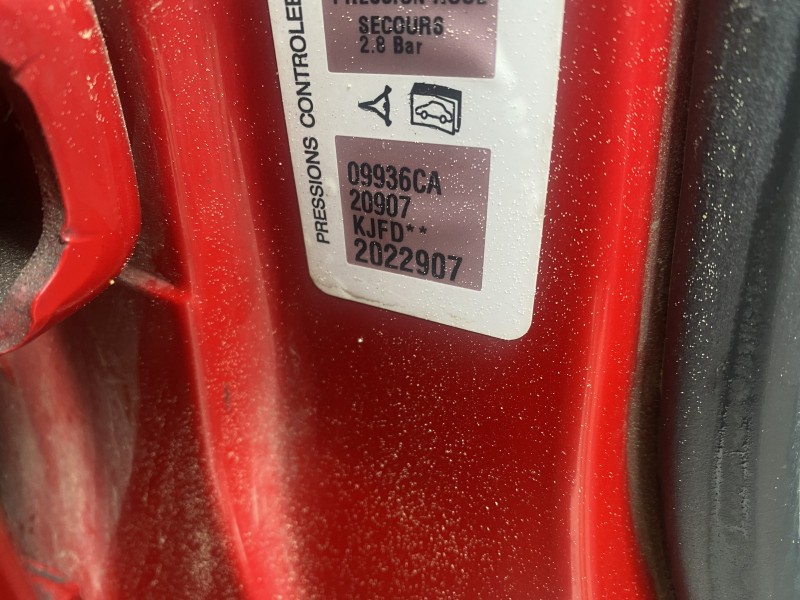 SECOURS
2.8 Bar
09936CA
20907
KJFD**
2022907
PRESSIONS CONTROLEE